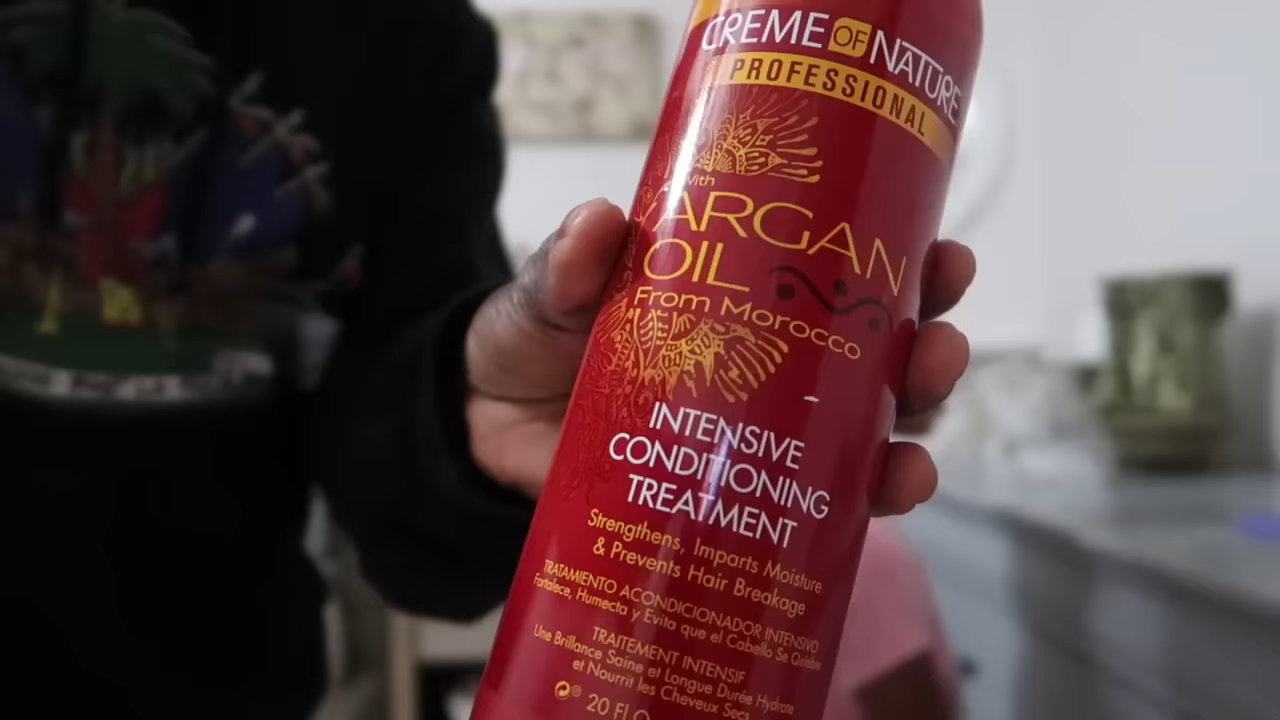 CREME OF NATURE
PROFESSIONAL
with
ARGAN
OIL
From Morocco
INTENSIVE
CONDITIONING
TREATMENT
Strengthens, Imparts Moisture
& Prevents Hair Breakage
TRATAMIENTO ACONDICIONADOR INTENSIVO
Fortalece, Humecta y Evita que el Cabello Se Quiebre
TRAITEMENT INTENSIF
Une Brillance Saine et Longue Durée Hydrate
et Nourrit les Cheveux Secs
20 FL O